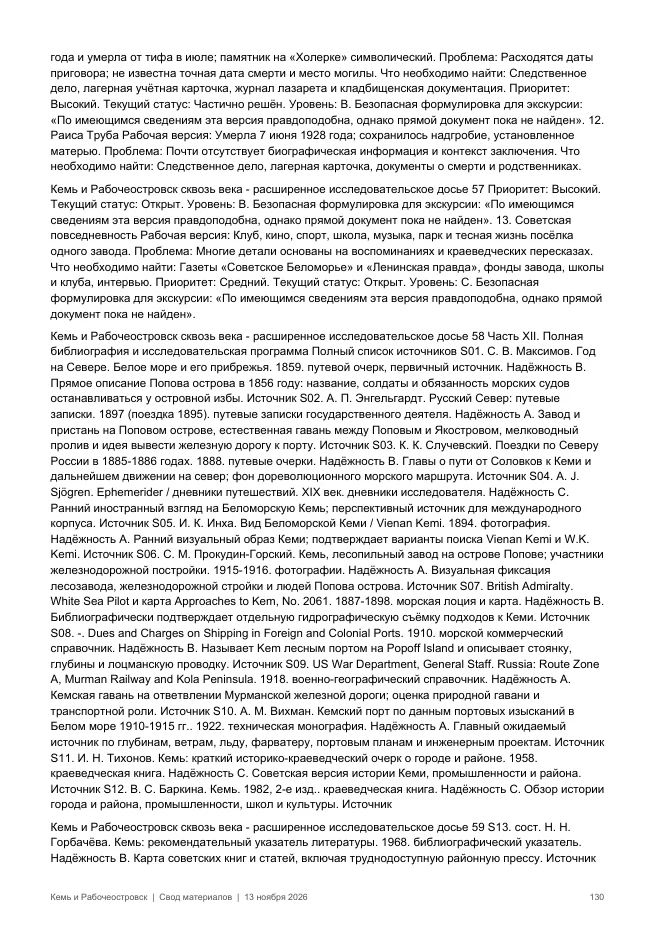 года и умерла от тифа в июле; памятник на «Холерке» символический. Проблема: Расходятся даты
приговора; не известна точная дата смерти и место могилы. Что необходимо найти: Следственное
дело, лагерная учётная карточка, журнал лазарета и кладбищенская документация. Приоритет:
Высокий. Текущий статус: Частично решён. Уровень: B. Безопасная формулировка для экскурсии:
«По имеющимся сведениям эта версия правдоподобна, однако прямой документ пока не найден». 12.
Раиса Труба Рабочая версия: Умерла 7 июня 1928 года; сохранилось надгробие, установленное
матерью. Проблема: Почти отсутствует биографическая информация и контекст заключения. Что
необходимо найти: Следственное дело, лагерная карточка, документы о смерти и родственниках.
Кемь и Рабочеостровск сквозь века - расширенное исследовательское досье 57 Приоритет: Высокий.
Текущий статус: Открыт. Уровень: B. Безопасная формулировка для экскурсии: «По имеющимся
сведениям эта версия правдоподобна, однако прямой документ пока не найден». 13. Советская
повседневность Рабочая версия: Клуб, кино, спорт, школа, музыка, парк и тесная жизнь посёлка
одного завода. Проблема: Многие детали основаны на воспоминаниях и краеведческих пересказах.
Что необходимо найти: Газеты «Советское Беломорье» и «Ленинская правда», фонды завода, школы
и клуба, интервью. Приоритет: Средний. Текущий статус: Открыт. Уровень: C. Безопасная
формулировка для экскурсии: «По имеющимся сведениям эта версия правдоподобна, однако прямой
документ пока не найден».
Кемь и Рабочеостровск сквозь века - расширенное исследовательское досье 58 Часть XII. Полная
библиография и исследовательская программа Полный список источников S01. С. В. Максимов. Год
на Севере. Белое море и его прибрежья. 1859. путевой очерк, первичный источник. Надёжность B.
Прямое описание Попова острова в 1856 году: название, солдаты и обязанность морских судов
останавливаться у островной избы. Источник S02. А. П. Энгельгардт. Русский Север: путевые
записки. 1897 (поездка 1895). путевые записки государственного деятеля. Надёжность A. Завод и
пристань на Поповом острове, естественная гавань между Поповым и Якостровом, мелководный
пролив и идея вывести железную дорогу к порту. Источник S03. К. К. Случевский. Поездки по Северу
России в 1885-1886 годах. 1888. путевые очерки. Надёжность B. Главы о пути от Соловков к Кеми и
дальнейшем движении на север; фон дореволюционного морского маршрута. Источник S04. A. J.
Sjögren. Ephemerider / дневники путешествий. XIX век. дневники исследователя. Надёжность C.
Ранний иностранный взгляд на Беломорскую Кемь; перспективный источник для международного
корпуса. Источник S05. И. К. Инха. Вид Беломорской Кеми / Vienan Kemi. 1894. фотография.
Надёжность A. Ранний визуальный образ Кеми; подтверждает варианты поиска Vienan Kemi и W.K.
Kemi. Источник S06. С. М. Прокудин-Горский. Кемь, лесопильный завод на острове Попове; участники
железнодорожной постройки. 1915-1916. фотографии. Надёжность A. Визуальная фиксация
лесозавода, железнодорожной стройки и людей Попова острова. Источник S07. British Admiralty.
White Sea Pilot и карта Approaches to Kem, No. 2061. 1887-1898. морская лоция и карта. Надёжность B.
Библиографически подтверждает отдельную гидрографическую съёмку подходов к Кеми. Источник
S08. -. Dues and Charges on Shipping in Foreign and Colonial Ports. 1910. морской коммерческий
справочник. Надёжность B. Называет Kem лесным портом на Popoff Island и описывает стоянку,
глубины и лоцманскую проводку. Источник S09. US War Department, General Staff. Russia: Route Zone
A, Murman Railway and Kola Peninsula. 1918. военно-географический справочник. Надёжность A.
Кемская гавань на ответвлении Мурманской железной дороги; оценка природной гавани и
транспортной роли. Источник S10. А. М. Вихман. Кемский порт по данным портовых изысканий в
Белом море 1910-1915 гг.. 1922. техническая монография. Надёжность A. Главный ожидаемый
источник по глубинам, ветрам, льду, фарватеру, портовым планам и инженерным проектам. Источник
S11. И. Н. Тихонов. Кемь: краткий историко-краеведческий очерк о городе и районе. 1958.
краеведческая книга. Надёжность C. Советская версия истории Кеми, промышленности и района.
Источник S12. В. С. Баркина. Кемь. 1982, 2-е изд.. краеведческая книга. Надёжность C. Обзор истории
города и района, промышленности, школ и культуры. Источник
Кемь и Рабочеостровск сквозь века - расширенное исследовательское досье 59 S13. сост. Н. Н.
Горбачёва. Кемь: рекомендательный указатель литературы. 1968. библиографический указатель.
Надёжность B. Карта советских книг и статей, включая труднодоступную районную прессу. Источник
Кемь и Рабочеостровск | Свод материалов | 13 ноября 2026
130